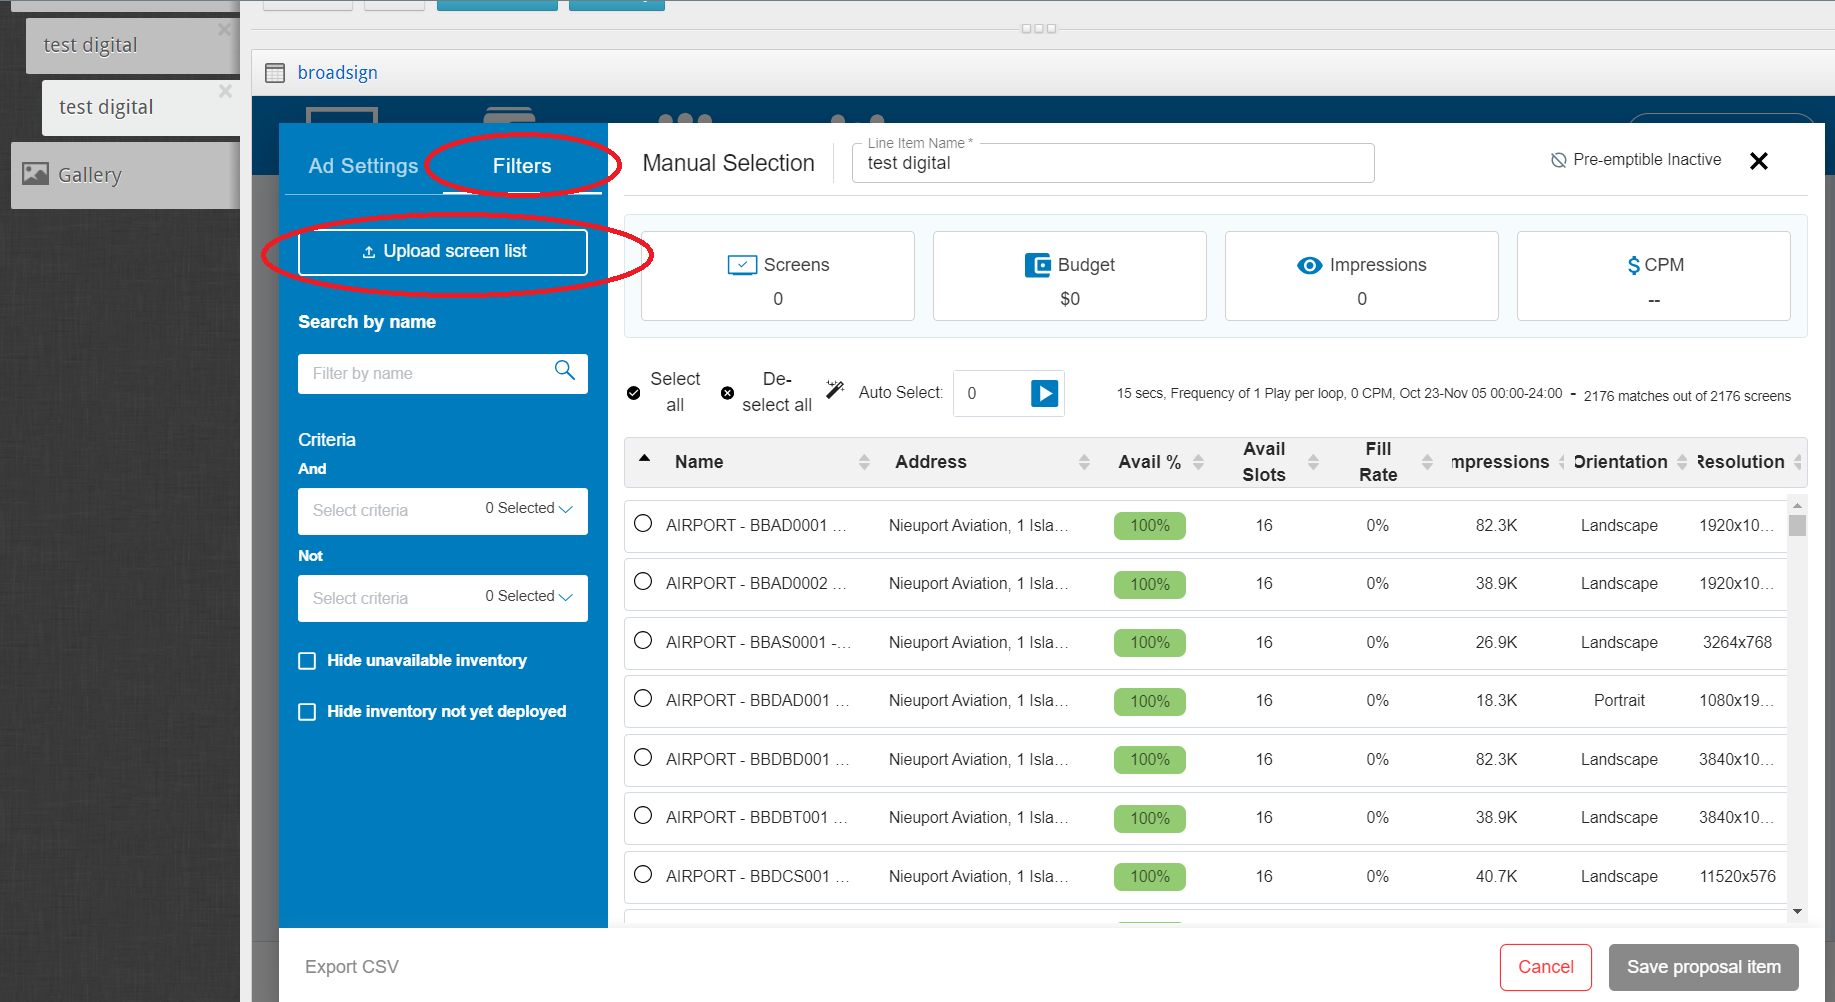 test digital
test digital
Gallery
broadsign
Ad Settings
Filters
Upload screen list
Search by name
Filter by name
Criteria
And
Select criteria 0 Selected
Not
Select criteria 0 Selected
Hide unavailable inventory
Hide inventory not yet deployed
Manual Selection
Line Item Name *
test digital
Pre-emptible Inactive
Screens
0
Budget
$0
Impressions
0
$ CPM
--
Select all
De-select all
Auto Select: 0
15 secs, Frequency of 1 Play per loop, 0 CPM, Oct 23-Nov 05 00:00-24:00 - 2176 matches out of 2176 screens
Name Address Avail % Avail Slots Fill Rate mpressions Orientation Resolution
AIRPORT - BBAD0001 ... Nieuport Aviation, 1 Isla... 100% 16 0% 82.3K Landscape 1920x10...
AIRPORT - BBAD0002 ... Nieuport Aviation, 1 Isla... 100% 16 0% 38.9K Landscape 1920x10...
AIRPORT - BBAS0001 -... Nieuport Aviation, 1 Isla... 100% 16 0% 26.9K Landscape 3264x768
AIRPORT - BBDAD001 ... Nieuport Aviation, 1 Isla... 100% 16 0% 18.3K Portrait 1080x19...
AIRPORT - BBDBD001 ... Nieuport Aviation, 1 Isla... 100% 16 0% 82.3K Landscape 3840x10...
AIRPORT - BBDBT001 ... Nieuport Aviation, 1 Isla... 100% 16 0% 38.9K Landscape 3840x10...
AIRPORT - BBDCS001 ... Nieuport Aviation, 1 Isla... 100% 16 0% 40.7K Landscape 11520x576
Export CSV
Cancel
Save proposal item